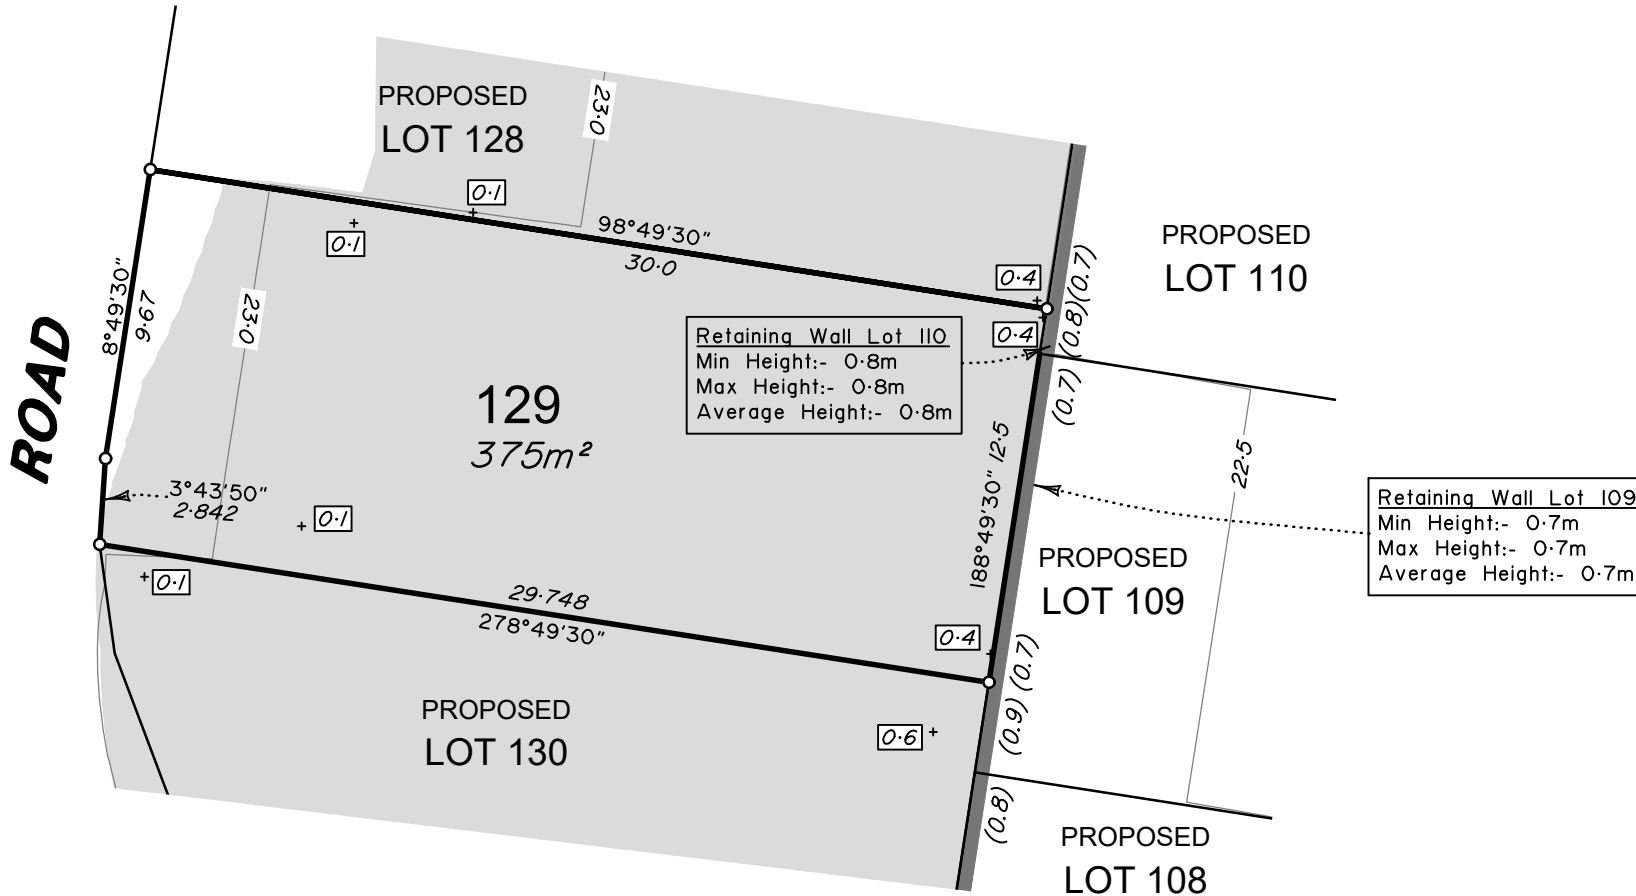 PROPOSED
LOT 128
23·0
0·1
0·1
98°49'30"
30·0
0·4
0·4
(0.8)(0.7)
PROPOSED
LOT 110
8°49'30"
9·67
23·0
ROAD
Retaining Wall Lot 110
Min Height:- 0·8m
Max Height:- 0·8m
Average Height:- 0·8m
(0.7)
129
375m²
188°49'30" 12·5
22·5
Retaining Wall Lot 109
Min Height:- 0·7m
Max Height:- 0·7m
Average Height:- 0·7m
3°43'50"
2·842
0·1
0·1
PROPOSED
LOT 109
29·748
278°49'30"
0·4
(0.9) (0.7)
PROPOSED
LOT 130
0·6
(0.8)
PROPOSED
LOT 108